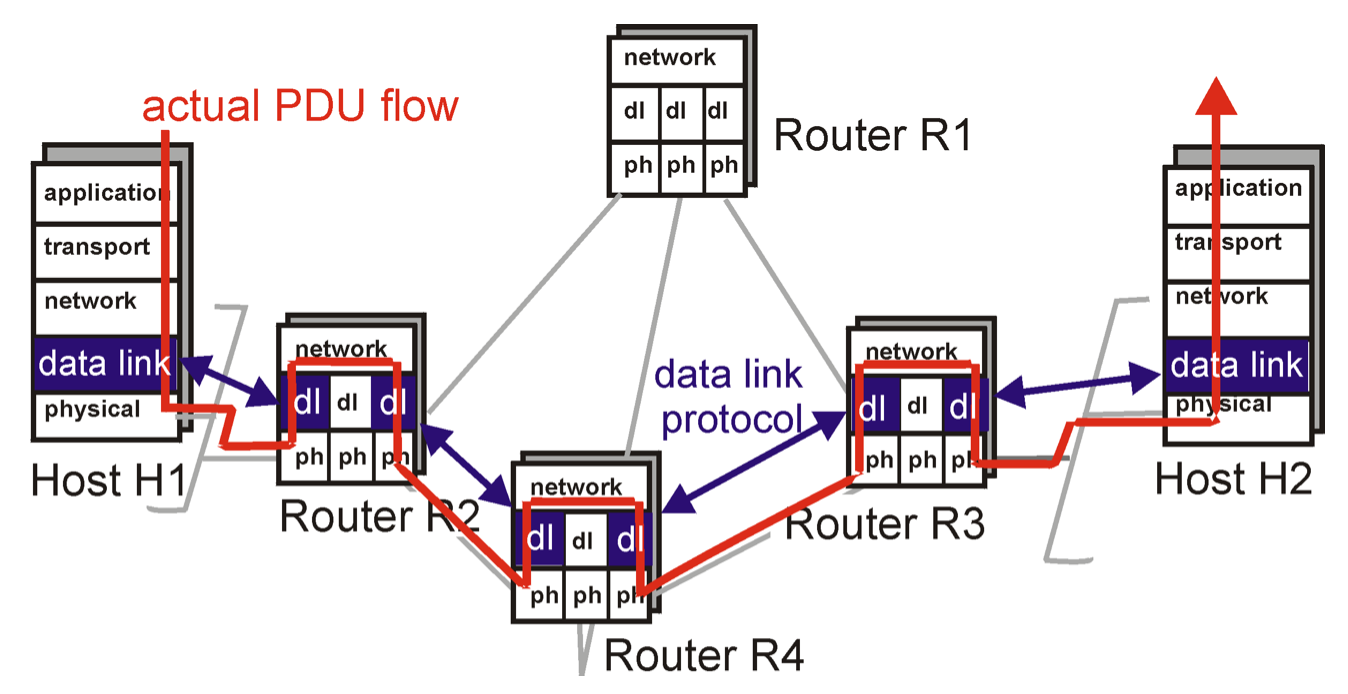 network
dl dl dl
ph ph ph
Router R1
actual PDU flow
application
transport
network
data link
physical
Host H1
network
dl dl dl
ph ph ph
Router R2
data link
protocol
network
dl dl dl
ph ph ph
Router R4
network
dl dl dl
ph ph ph
Router R3
application
transport
network
data link
physical
Host H2